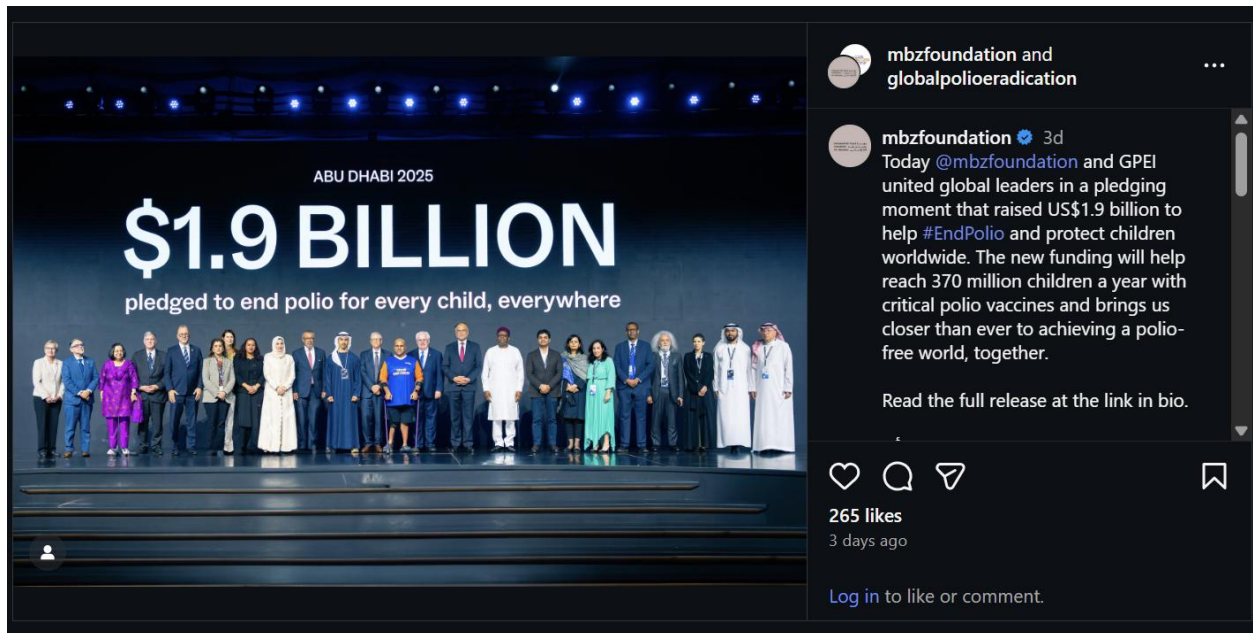 ABU DHABI 2025
$1.9 BILLION
pledged to end polio for every child, everywhere
mbzfoundation and
globalpolioeradication
mbzfoundation 3d
Today @mbzfoundation and GPEI
united global leaders in a pledging
moment that raised US$1.9 billion to
help #EndPolio and protect children
worldwide. The new funding will help
reach 370 million children a year with
critical polio vaccines and brings us
closer than ever to achieving a polio-
free world, together.
Read the full release at the link in bio.
265 likes
3 days ago
Log in to like or comment.